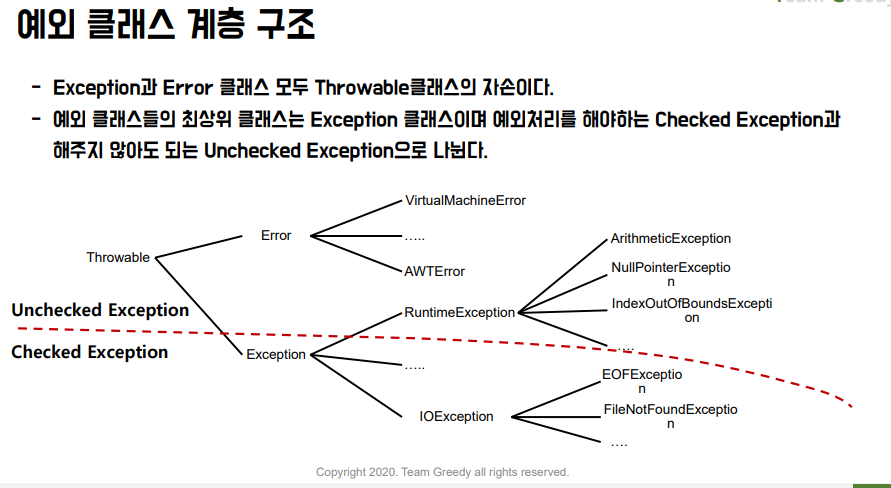 예외 클래스 계층 구조
- Exception과 Error 클래스 모두 Throwable클래스의 자손이다.
- 예외 클래스들의 최상위 클래스는 Exception 클래스이며 예외처리를 해야하는 Checked Exception과
해주지 않아도 되는 Unchecked Exception으로 나뉜다.
VirtualMachineError
Error
.....
ArithmeticException
Throwable
AWTError
NullPointerExceptio
n
Unchecked Exception
RuntimeException
IndexOutOfBoundsExcepti
on
....
Checked Exception
Exception
.....
EOFExceptio
n
IOException
FileNotFoundExceptio
n
....
Copyright 2020. Team Greedy all rights reserved.